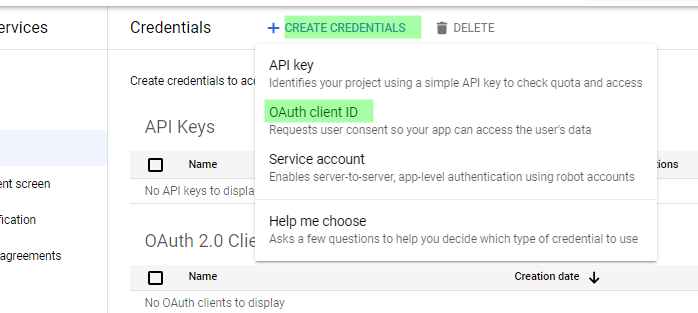 ervices
Credentials
+ CREATE CREDENTIALS
DELETE
API key
Identifies your project using a simple API key to check quota and access
Create credentials to acc
OAuth client ID
Requests user consent so your app can access the user's data
API Keys
Service account
Name
ions
Enables server-to-server, app-level authentication using robot accounts
nt screen
No API keys to displa
fication
Help me choose
Asks a few questions to help you decide which type of credential to use
OAuth 2.0 Clie
agreements
Name
Creation date
No OAuth clients to display